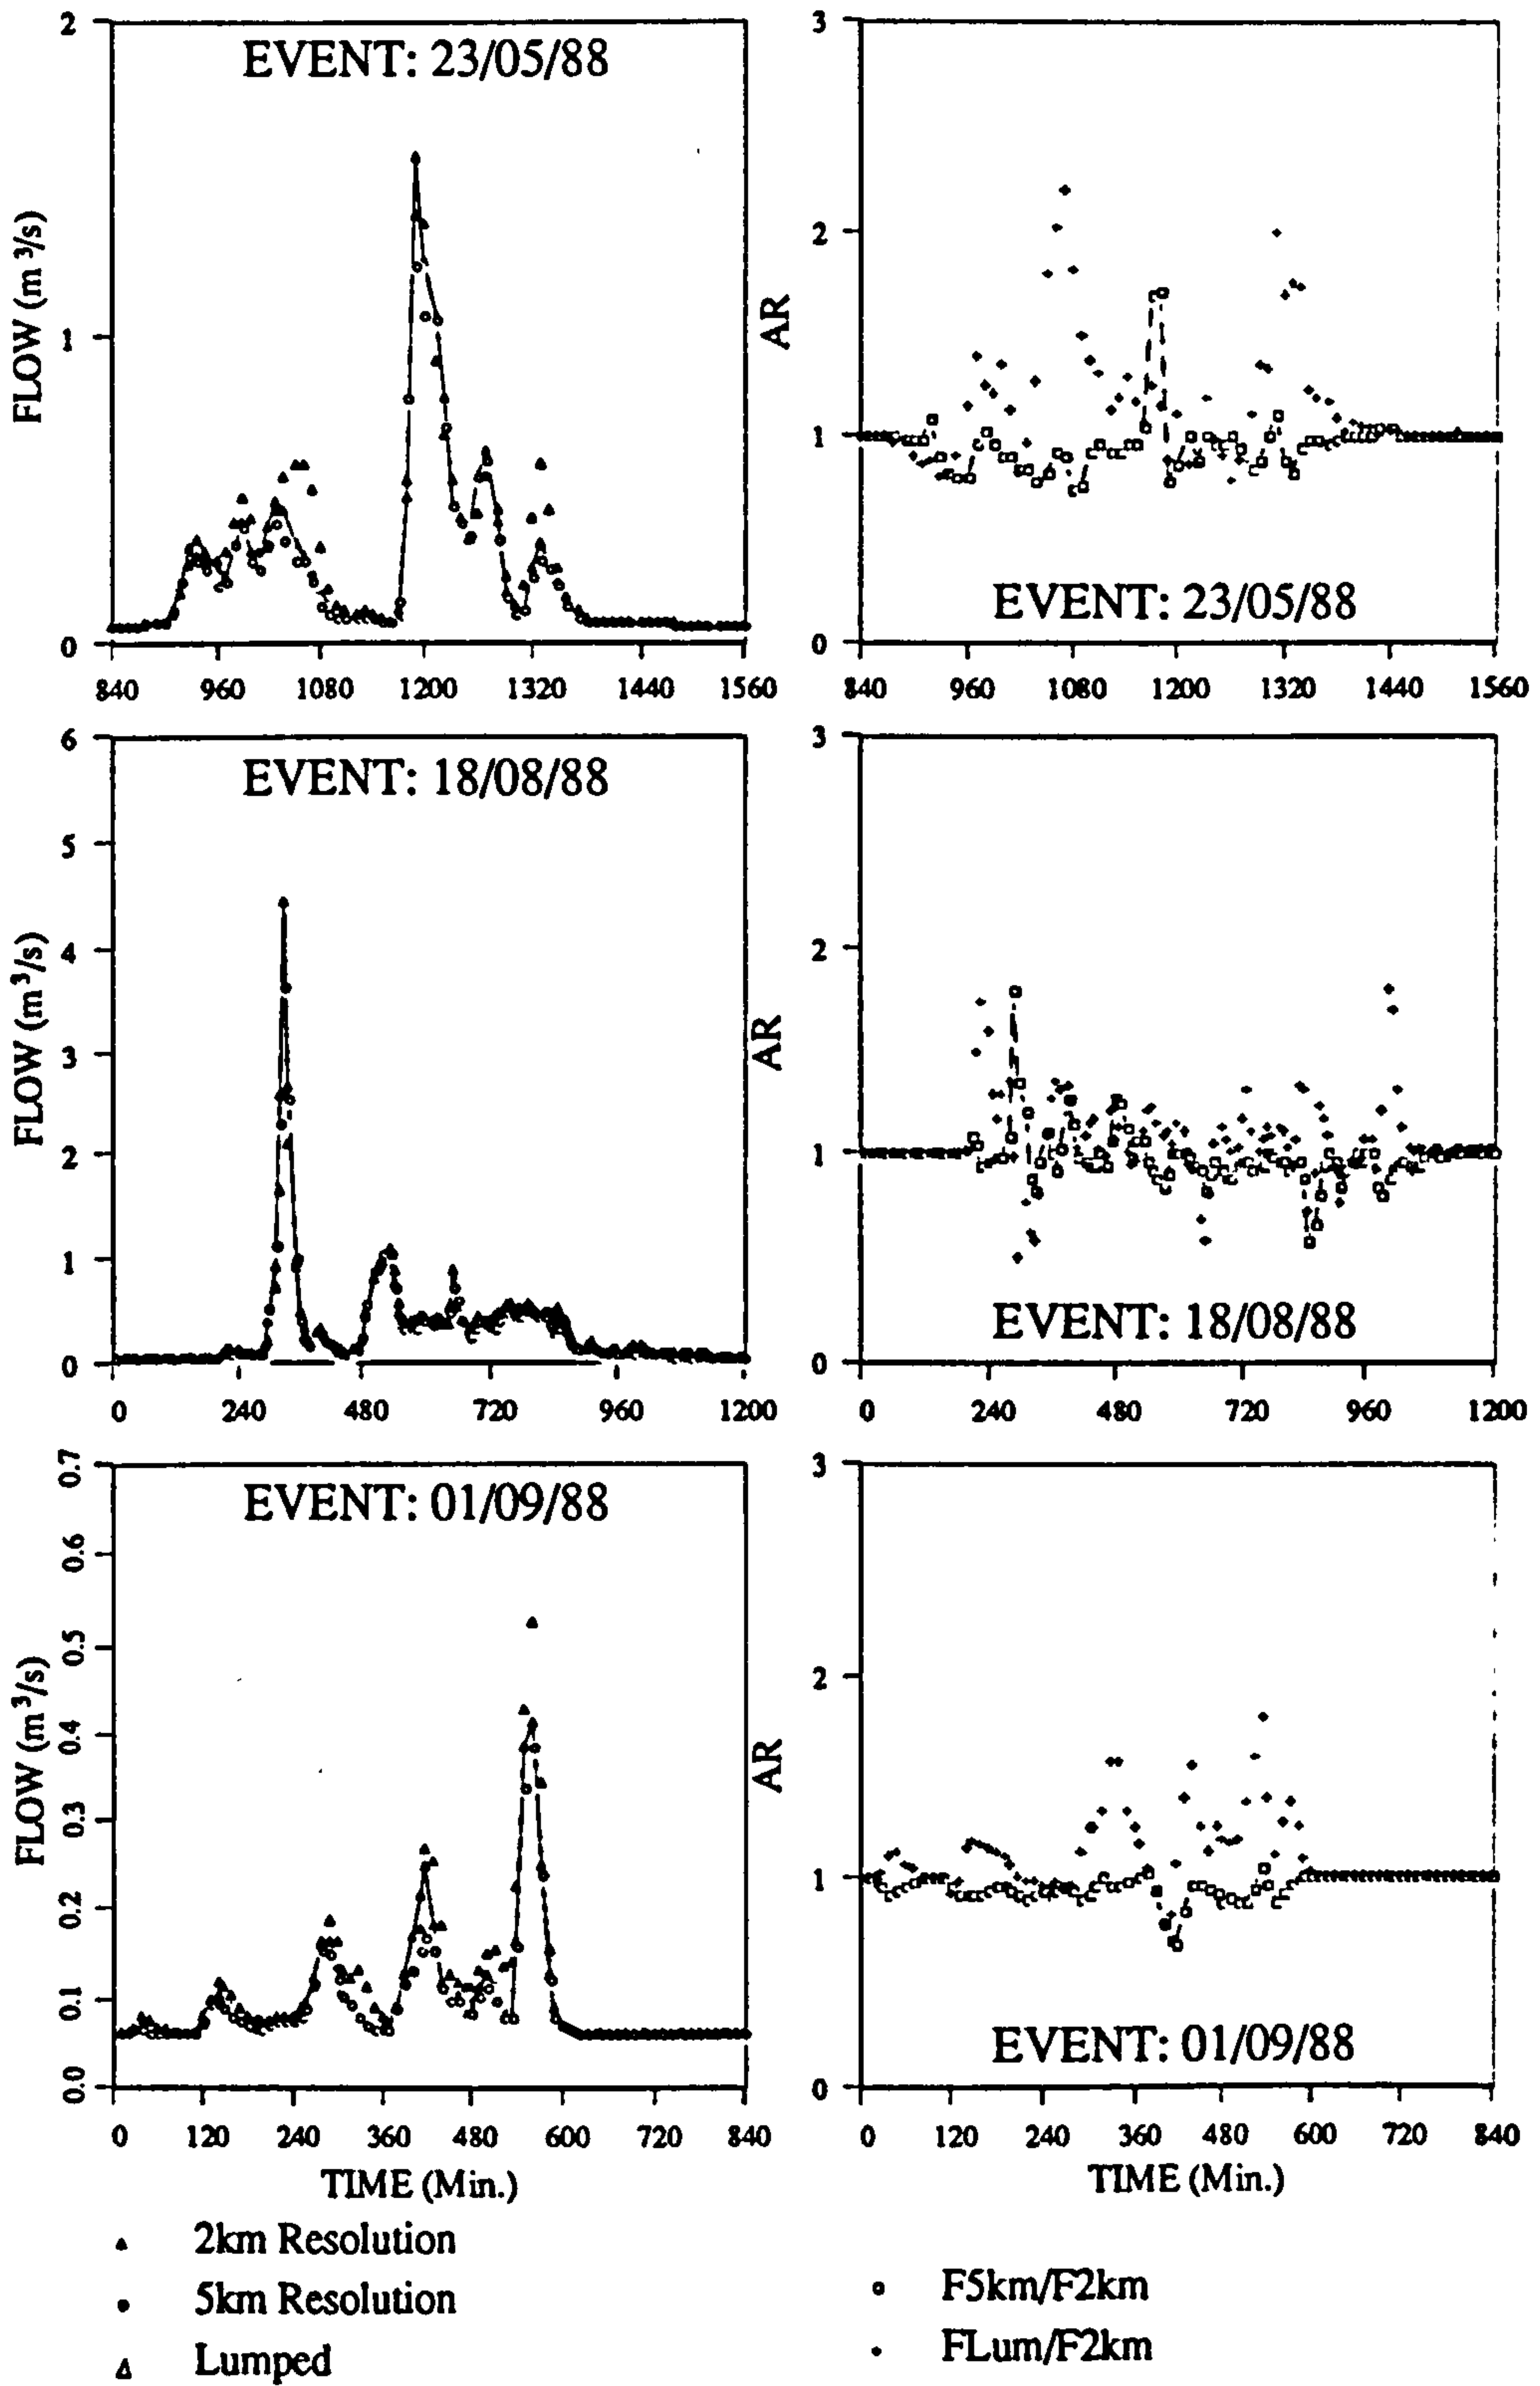 EVENT: 23/05/88
FLOW (m³/s)
2
1
0
840 960 1080 1200 1320 1440 1560
EVENT: 23/05/88
AR
3
2
1
0
840 960 1080 1200 1320 1440 1560
EVENT: 18/08/88
FLOW (m³/s)
6
5
4
3
2
1
0
0 240 480 720 960 1200
EVENT: 18/08/88
AR
3
2
1
0
0 240 480 720 960 1200
EVENT: 01/09/88
FLOW (m³/s)
0.7
0.6
0.5
0.4
0.3
0.2
0.1
0.0
0 120 240 360 480 600 720 840
TIME (Min.)
EVENT: 01/09/88
AR
3
2
1
0
0 120 240 360 480 600 720 840
TIME (Min.)
2km Resolution
5km Resolution
Lumped
F5km/F2km
FLum/F2km